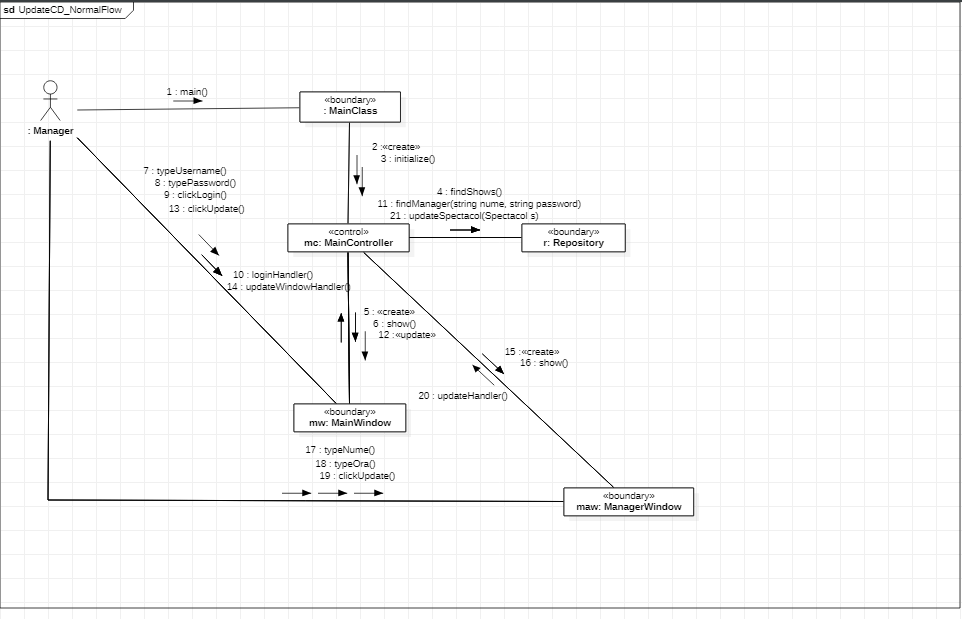 sd UpdateCD_NormalFlow
1 : main()
«boundary»
: MainClass
: Manager
2 :«create»
3 : initialize()
7 : typeUsername()
8 : typePassword()
9 : clickLogin()
13 : clickUpdate()
4 : findShows()
11 : findManager(string nume, string password)
21 : updateSpectacol(Spectacol s)
«control»
mc: MainController
«boundary»
r: Repository
10 : loginHandler()
14 : updateWindowHandler()
5 : «create»
6 : show()
12 :«update»
15 :«create»
16 : show()
20 : updateHandler()
«boundary»
mw: MainWindow
17 : typeNume()
18 : typeOra()
19 : clickUpdate()
«boundary»
maw: ManagerWindow